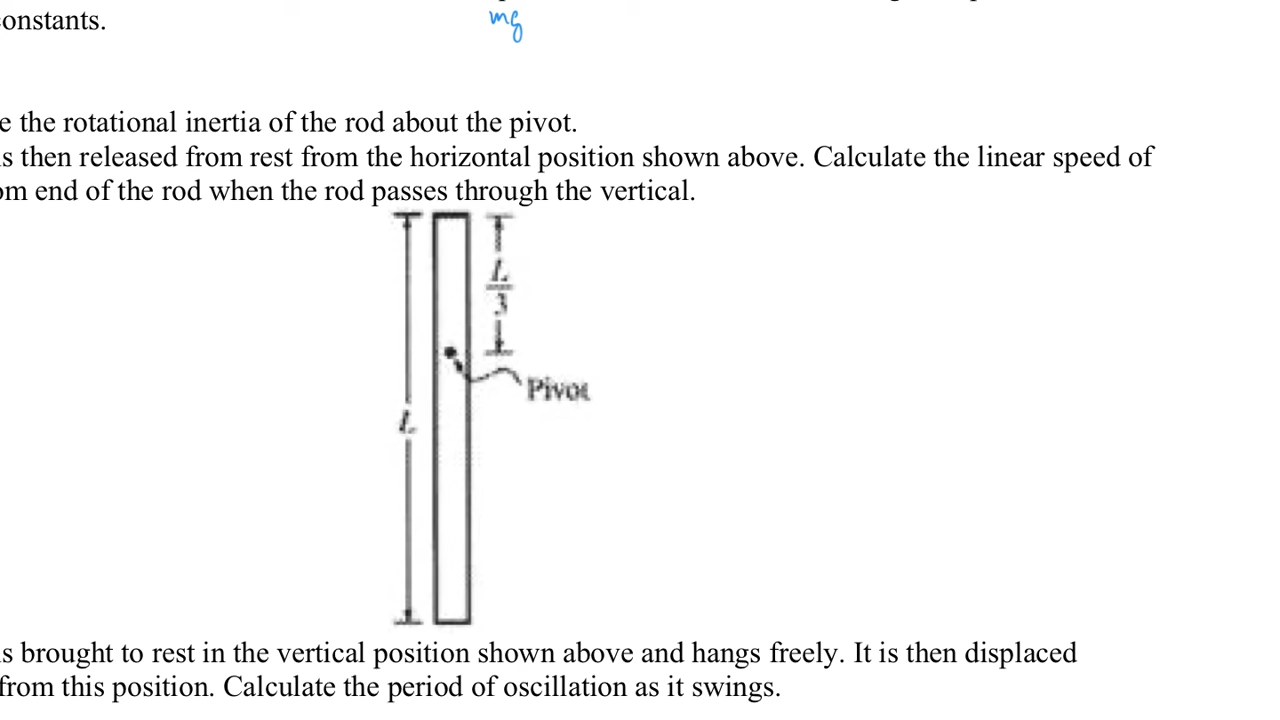 onstants.
mg
e the rotational inertia of the rod about the pivot.
s then released from rest from the horizontal position shown above. Calculate the linear speed of
om end of the rod when the rod passes through the vertical.
L
3
Pivot
L
s brought to rest in the vertical position shown above and hangs freely. It is then displaced
from this position. Calculate the period of oscillation as it swings.